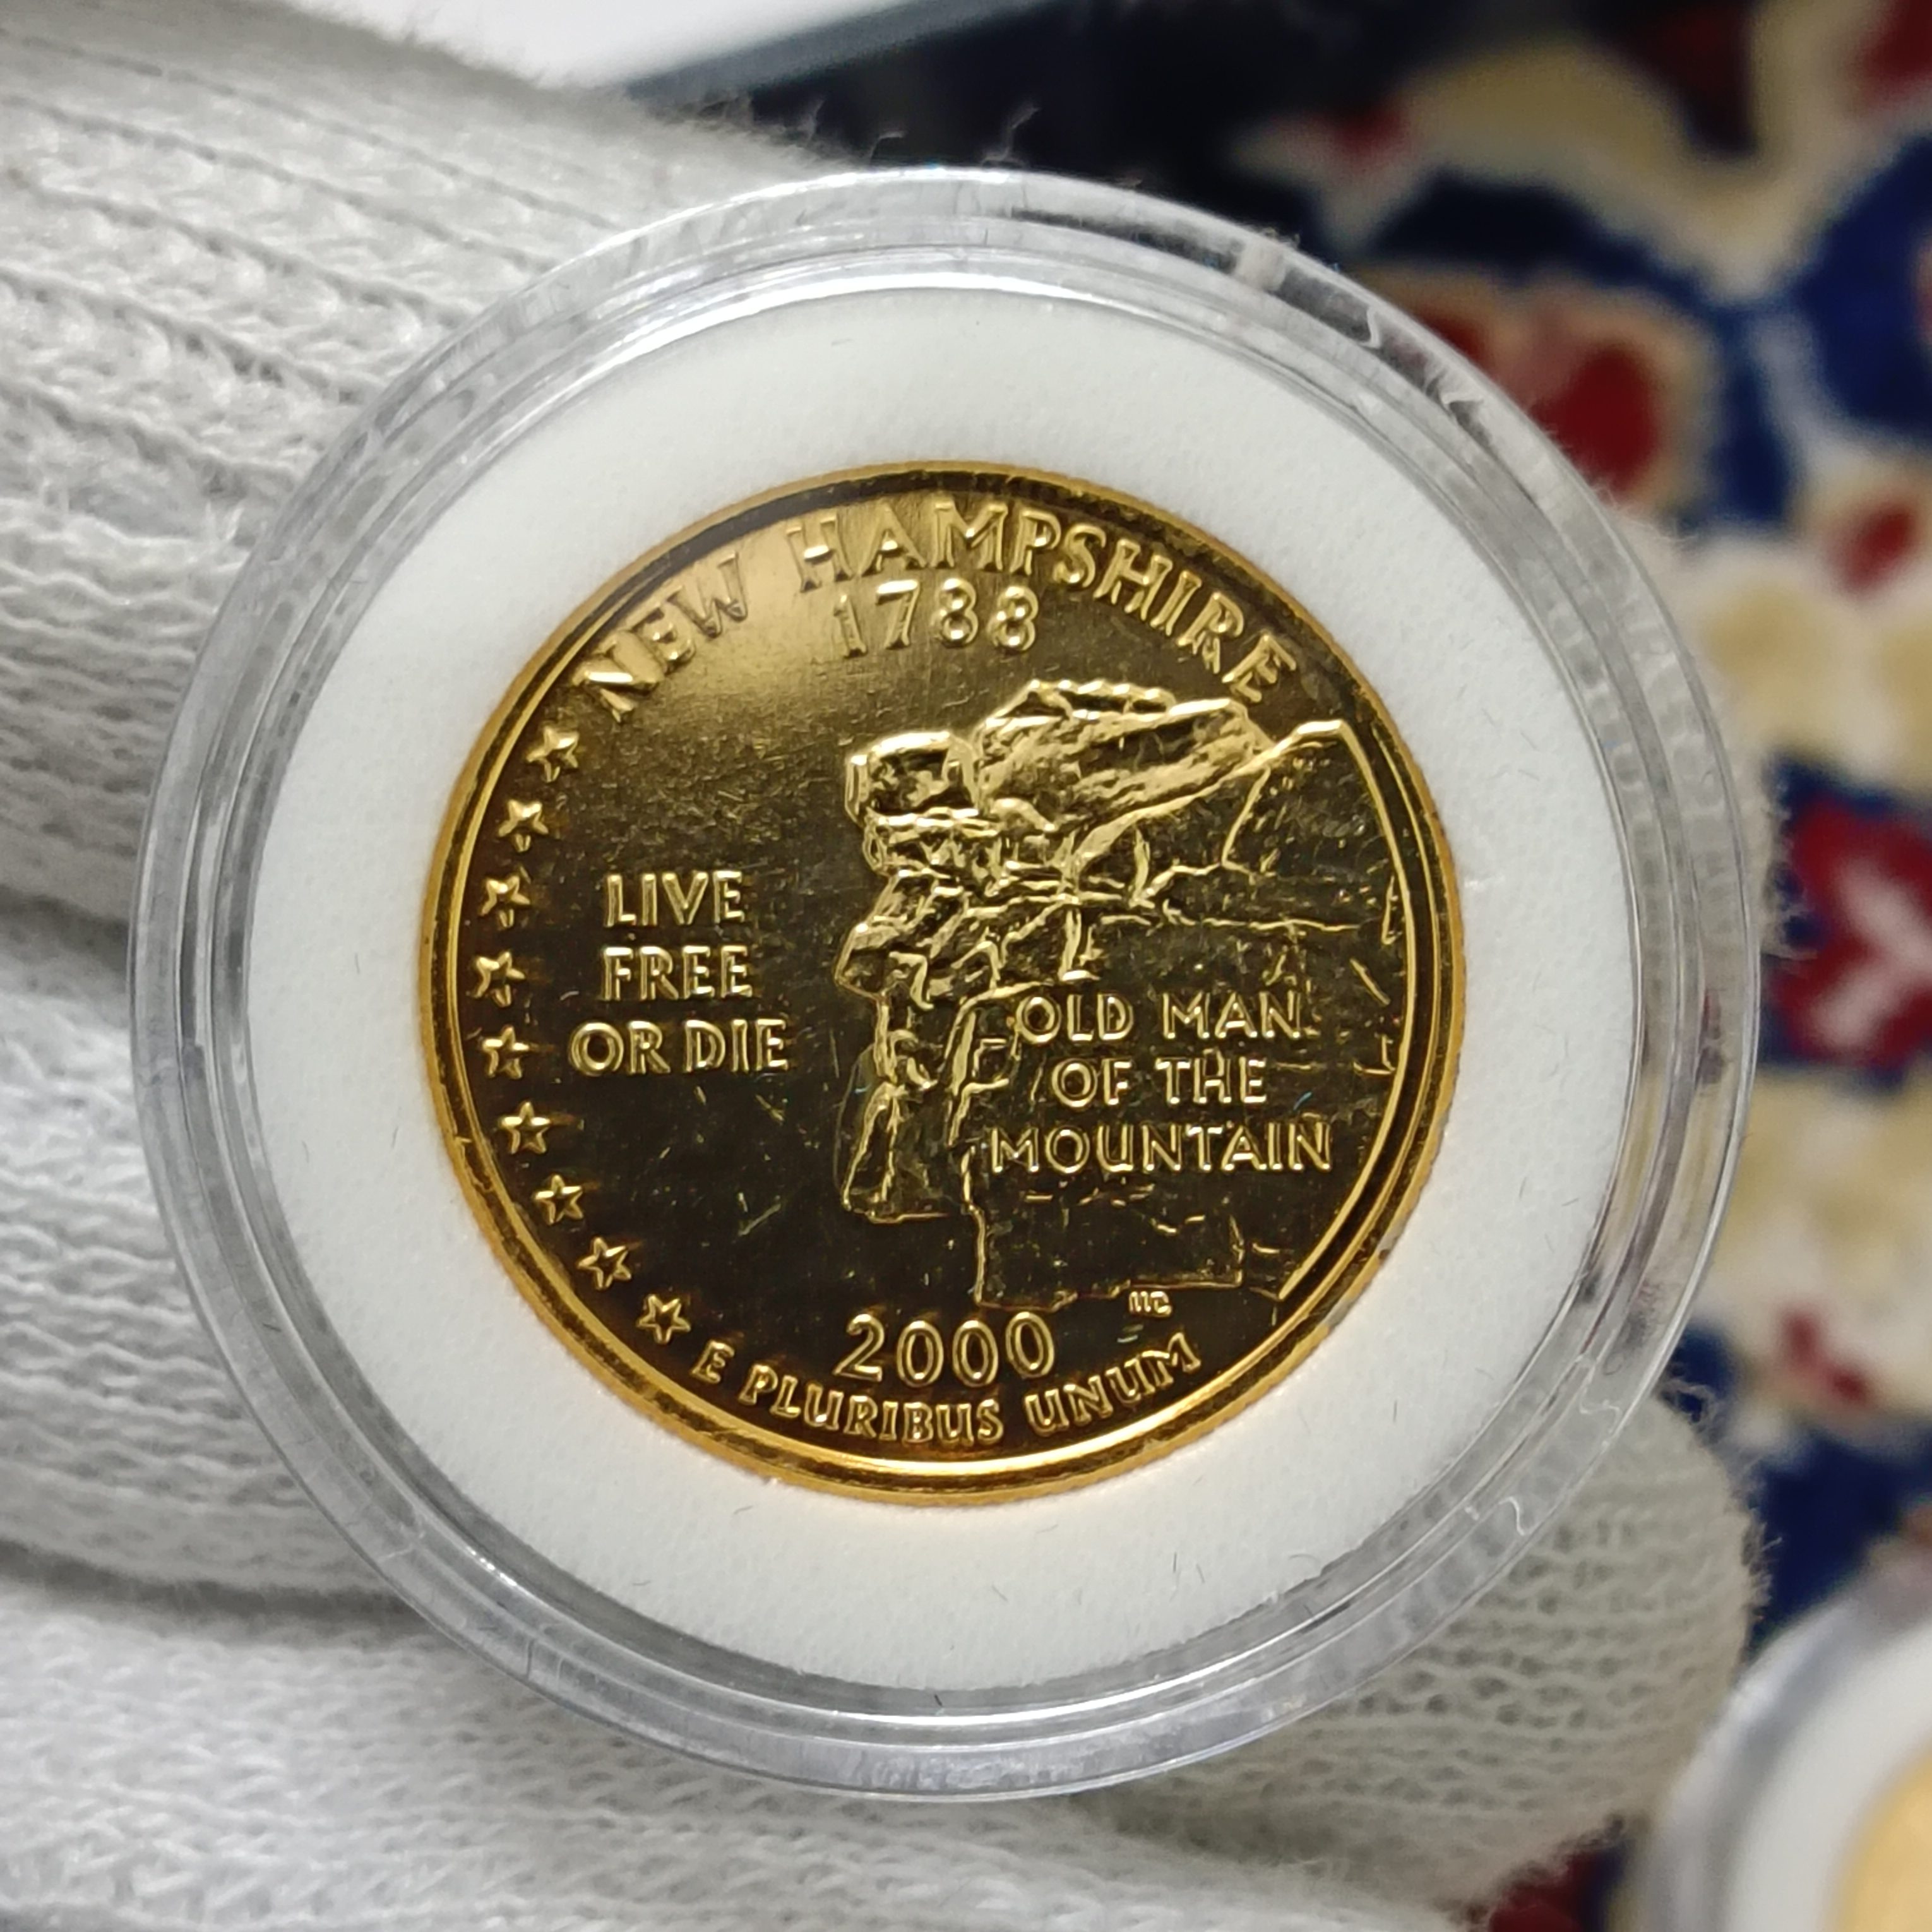 NEW HAMPSHIRE
1788
LIVE
FREE
OR DIE
OLD MAN
OF THE
MOUNTAIN
2000
E PLURIBUS UNUM